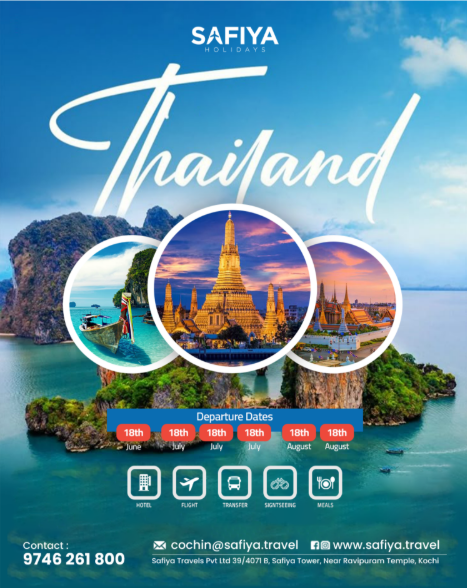 SAFIYA
HOLIDAYS
Thailand
Departure Dates
18th 18th 18th 18th 18th 18th
June July July July August August
HOTEL FLIGHT TRANSFER SIGHTSEEING MEALS
Contact :
9746 261 800
cochin@safiya.travel www.safiya.travel
Safiya Travels Pvt Ltd 39/4071 B, Safiya Tower, Near Ravipuram Temple, Kochi